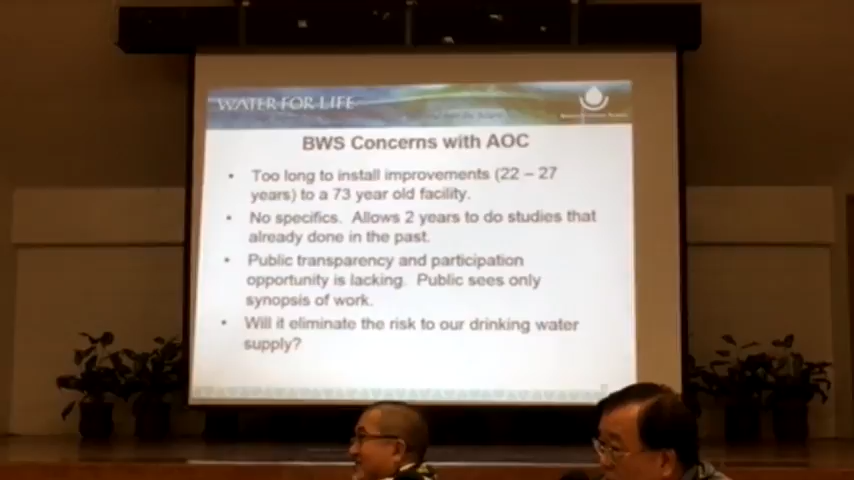 WATER FOR LIFE
BWS Concerns with AOC
• Too long to install improvements (22 – 27
years) to a 73 year old facility.
• No specifics. Allows 2 years to do studies that
already done in the past.
• Public transparency and participation
opportunity is lacking. Public sees only
synopsis of work.
• Will it eliminate the risk to our drinking water
supply?